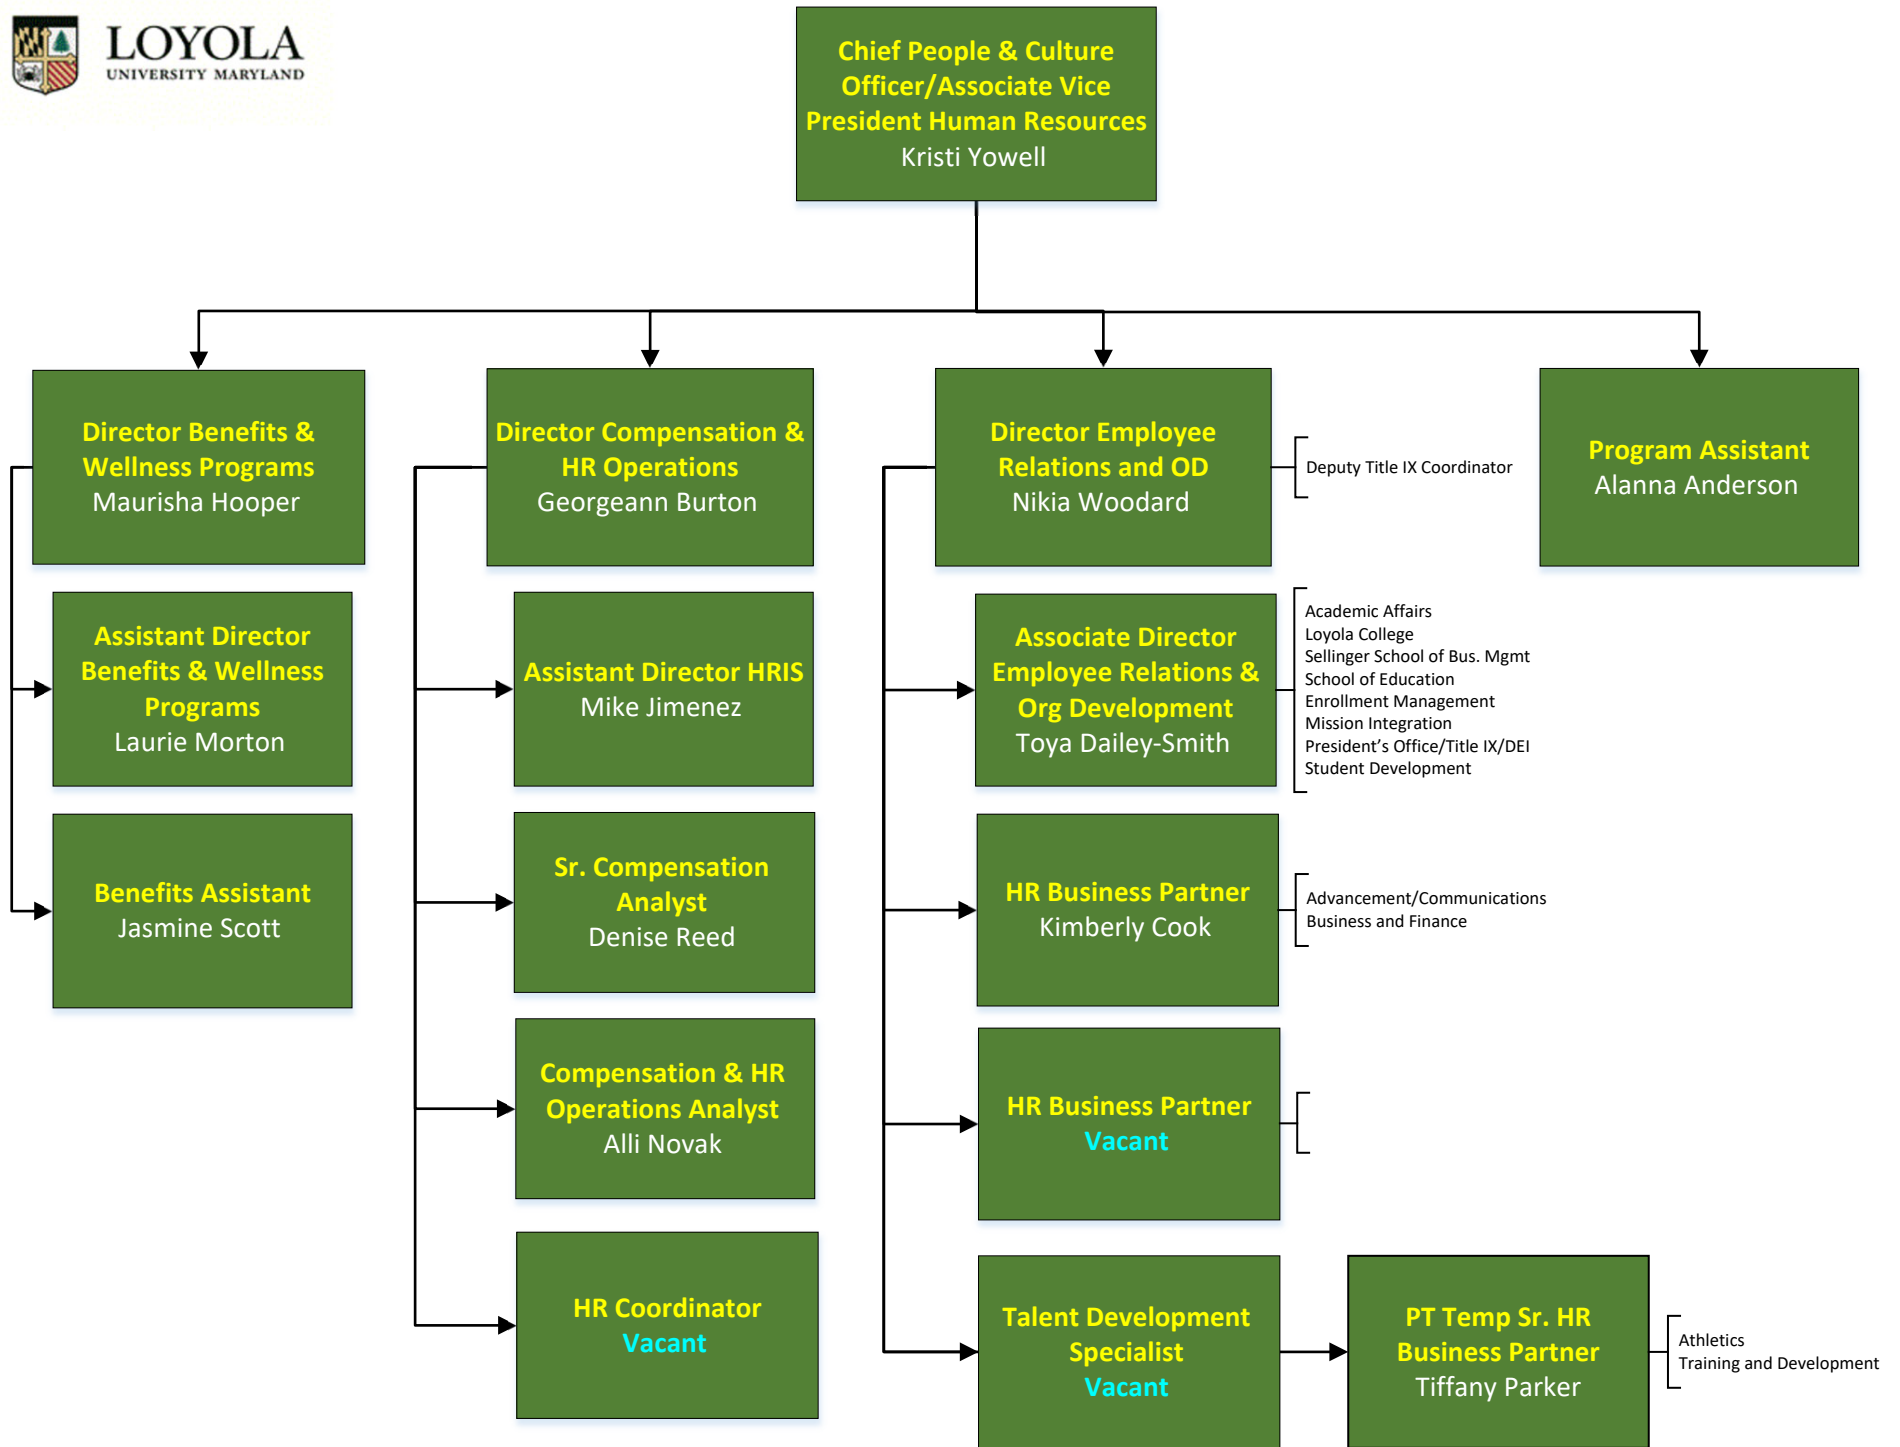 LOYOLA
UNIVERSITY MARYLAND
Chief People & Culture
Officer/Associate Vice
President Human Resources
Kristi Yowell
Director Benefits &
Wellness Programs
Maurisha Hooper
Director Compensation &
HR Operations
Georgeann Burton
Director Employee
Relations and OD
Nikia Woodard
Deputy Title IX Coordinator
Program Assistant
Alanna Anderson
Assistant Director
Benefits & Wellness
Programs
Laurie Morton
Assistant Director HRIS
Mike Jimenez
Associate Director
Employee Relations &
Org Development
Toya Dailey-Smith
Academic Affairs
Loyola College
Sellinger School of Bus. Mgmt
School of Education
Enrollment Management
Mission Integration
President’s Office/Title IX/DEI
Student Development
Benefits Assistant
Jasmine Scott
Sr. Compensation
Analyst
Denise Reed
HR Business Partner
Kimberly Cook
Advancement/Communications
Business and Finance
Compensation & HR
Operations Analyst
Alli Novak
HR Business Partner
Vacant
HR Coordinator
Vacant
Talent Development
Specialist
Vacant
PT Temp Sr. HR
Business Partner
Tiffany Parker
Athletics
Training and Development